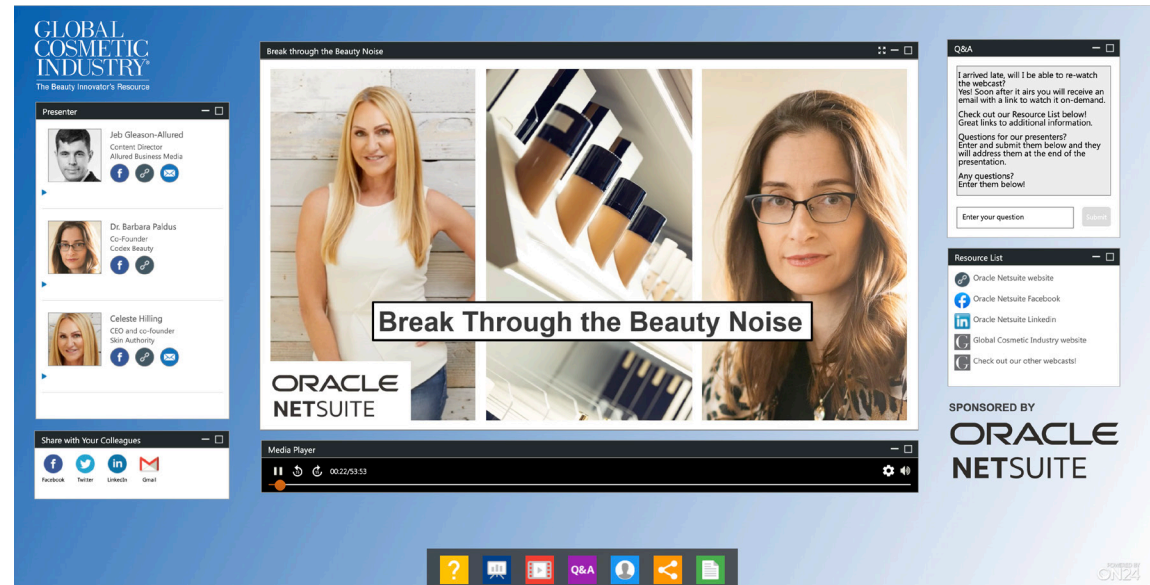 GLOBAL
COSMETIC
INDUSTRY®
The Beauty Innovator's Resource
Presenter
Jeb Gleason-Allured
Content Director
Allured Business Media
Dr. Barbara Paldus
Co-Founder
Codex Beauty
Celeste Hilling
CEO and co-founder
Skin Authority
Share with Your Colleagues
Facebook
Twitter
LinkedIn
Gmail
Break through the Beauty Noise
Break Through the Beauty Noise
ORACLE
NETSUITE
Media Player
00:22/53:53
Q&A
I arrived late, will I be able to re-watch
the webcast?
Yes! Soon after it airs you will receive an
email with a link to watch it on-demand.
Check out our Resource List below!
Great links to additional information.
Questions for our presenters?
Enter and submit them below and they
will address them at the end of the
presentation.
Any questions?
Enter them below!
Enter your question
Submit
Resource List
Oracle Netsuite website
Oracle Netsuite Facebook
Oracle Netsuite Linkedin
Global Cosmetic Industry website
Check out our other webcasts!
SPONSORED BY
ORACLE
NETSUITE
?
Q&A
POWERED BY
ON24